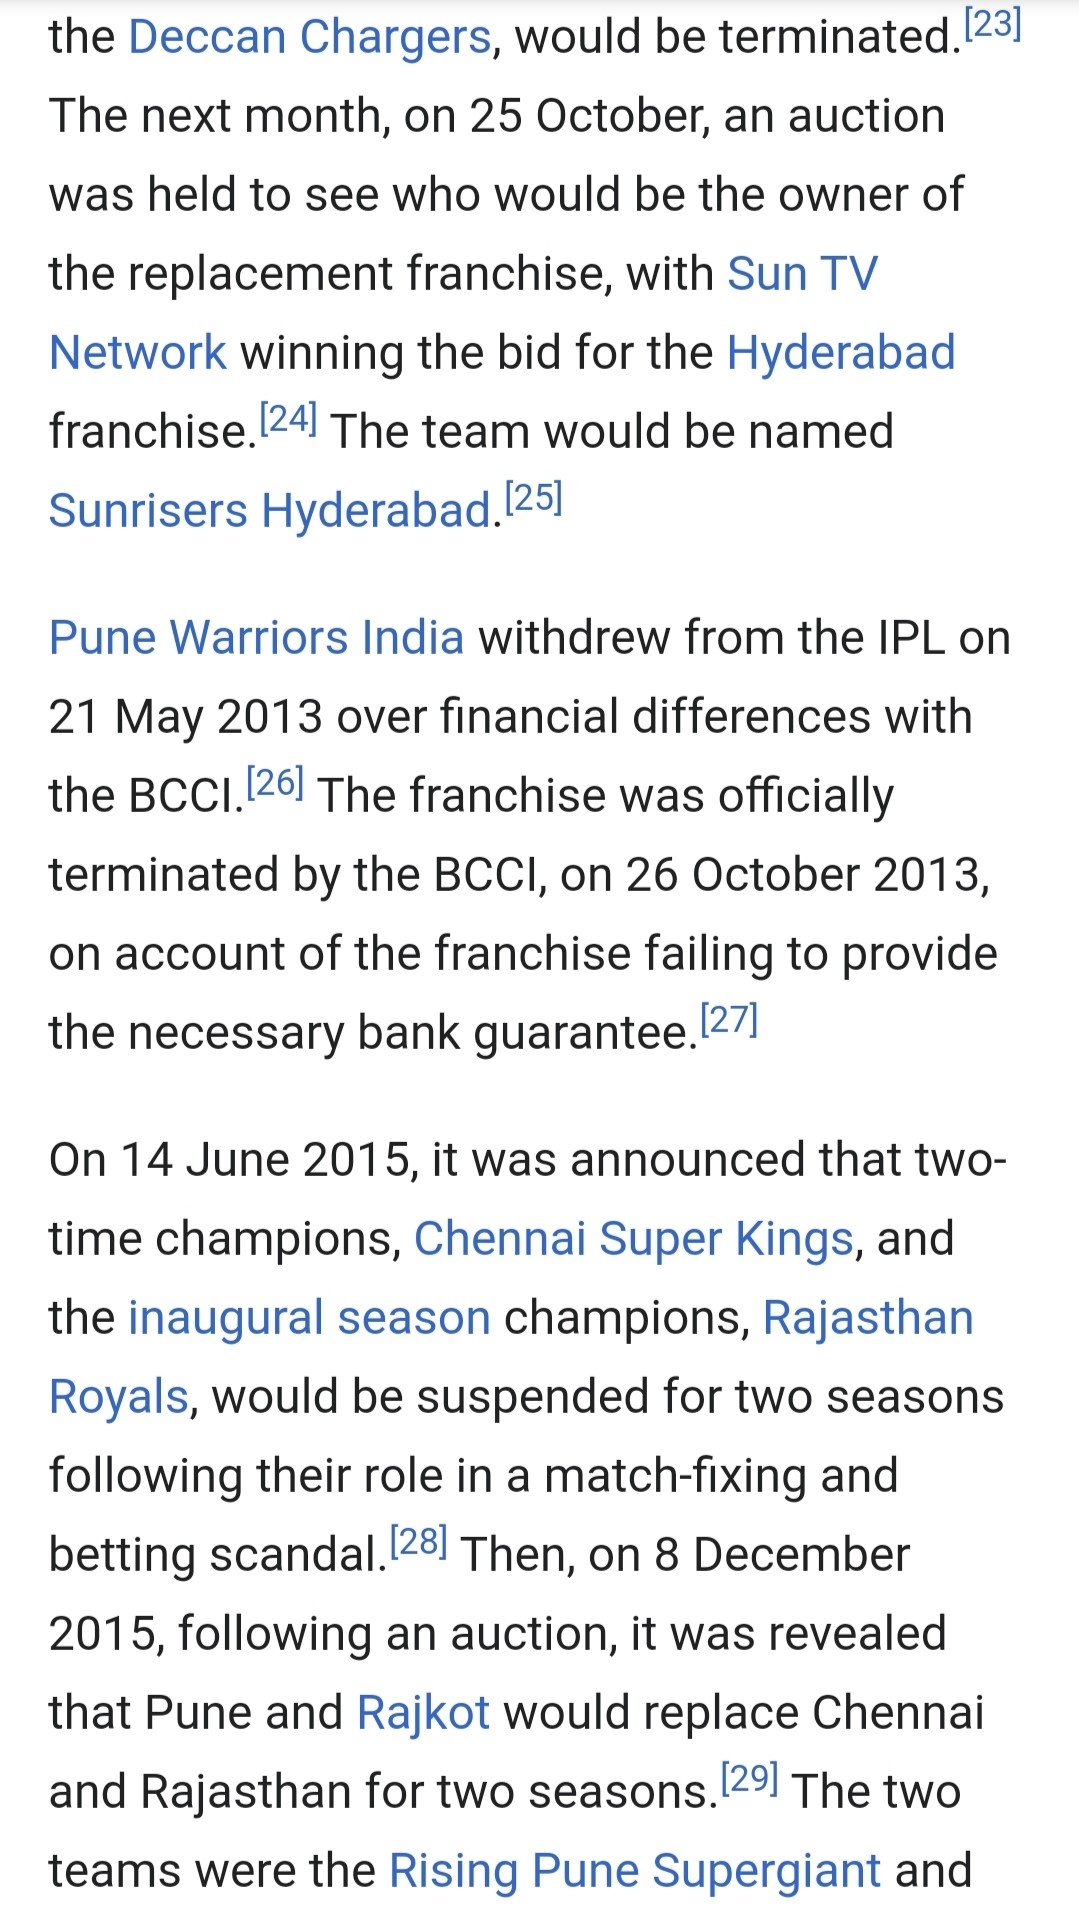 the Deccan Chargers, would be terminated.[23]
The next month, on 25 October, an auction
was held to see who would be the owner of
the replacement franchise, with Sun TV
Network winning the bid for the Hyderabad
franchise.[24] The team would be named
Sunrisers Hyderabad.[25]
Pune Warriors India withdrew from the IPL on
21 May 2013 over financial differences with
the BCCI.[26] The franchise was officially
terminated by the BCCI, on 26 October 2013,
on account of the franchise failing to provide
the necessary bank guarantee.[27]
On 14 June 2015, it was announced that two-
time champions, Chennai Super Kings, and
the inaugural season champions, Rajasthan
Royals, would be suspended for two seasons
following their role in a match-fixing and
betting scandal.[28] Then, on 8 December
2015, following an auction, it was revealed
that Pune and Rajkot would replace Chennai
and Rajasthan for two seasons.[29] The two
teams were the Rising Pune Supergiant and